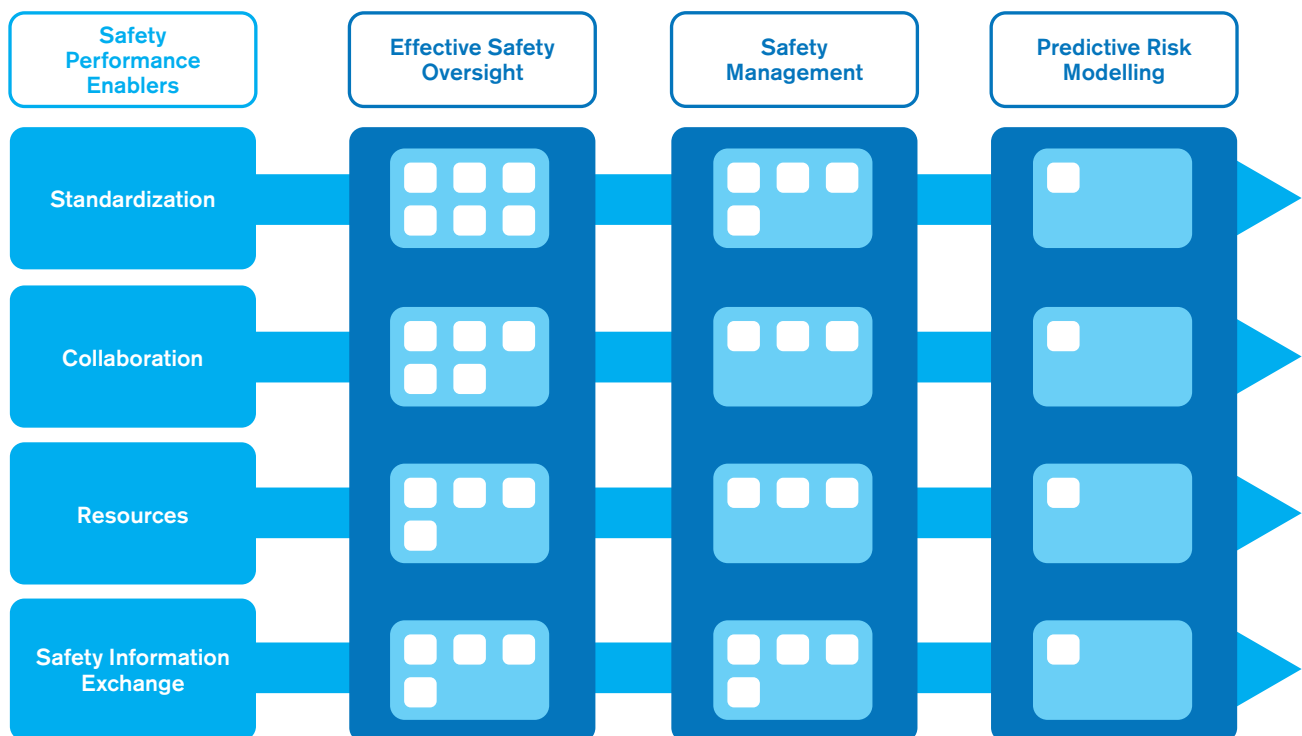 Safety
Performance
Enablers
Effective Safety
Oversight
Safety
Management
Predictive Risk
Modelling
Standardization
Collaboration
Resources
Safety Information
Exchange